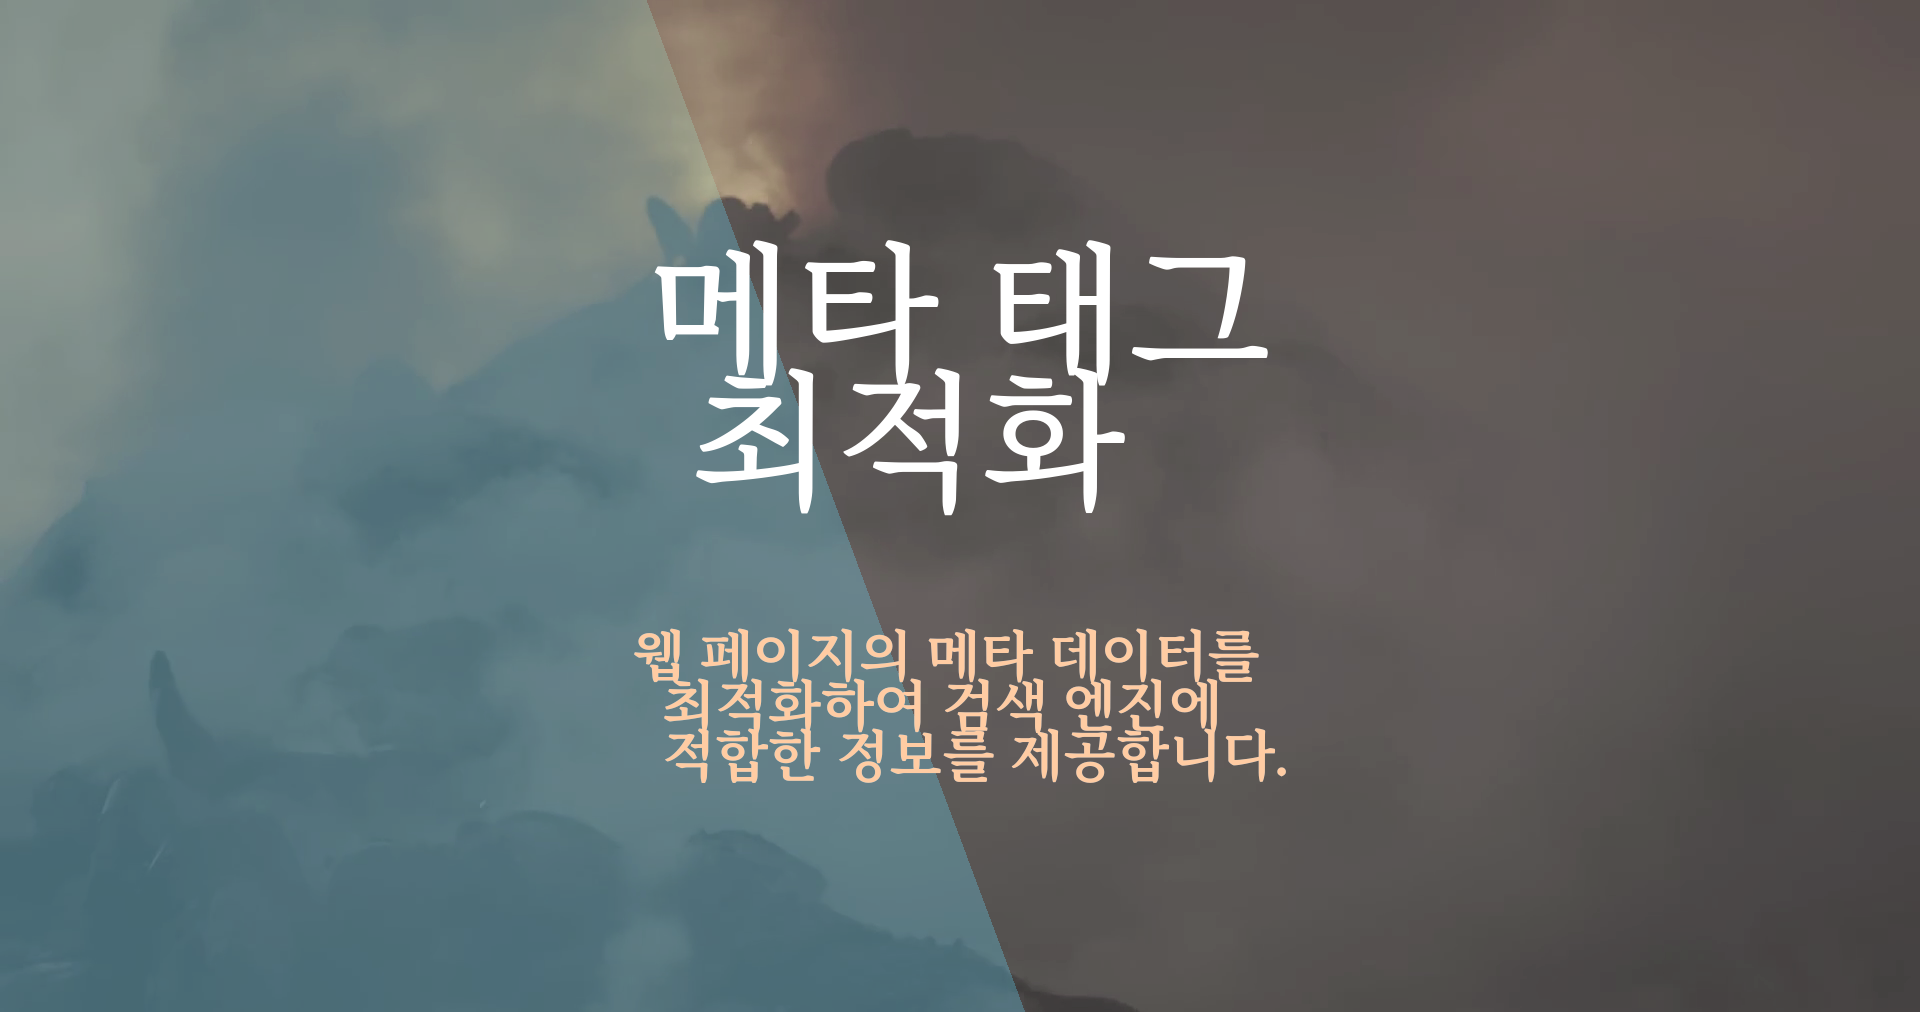 메타 태그
최적화
웹 페이지의 메타 데이터를
최적화하여 검색 엔진에
적합한 정보를 제공합니다.